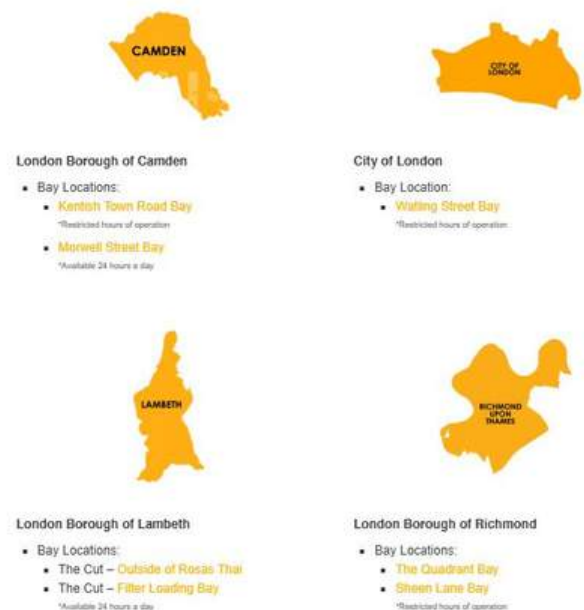 CAMDEN
London Borough of Camden
▪ Bay Locations:
▪ Kentish Town Road Bay
*Restricted hours of operation
▪ Morwell Street Bay
*Available 24 hours a day
CITY OF
LONDON
City of London
▪ Bay Location:
▪ Watling Street Bay
*Restricted hours of operation
LAMBETH
London Borough of Lambeth
▪ Bay Locations:
▪ The Cut – Outside of Rosas Thai
▪ The Cut – Filter Loading Bay
*Available 24 hours a day
RICHMOND
UPON
THAMES
London Borough of Richmond
▪ Bay Locations:
▪ The Quadrant Bay
▪ Sheen Lane Bay
*Restricted hours of operation